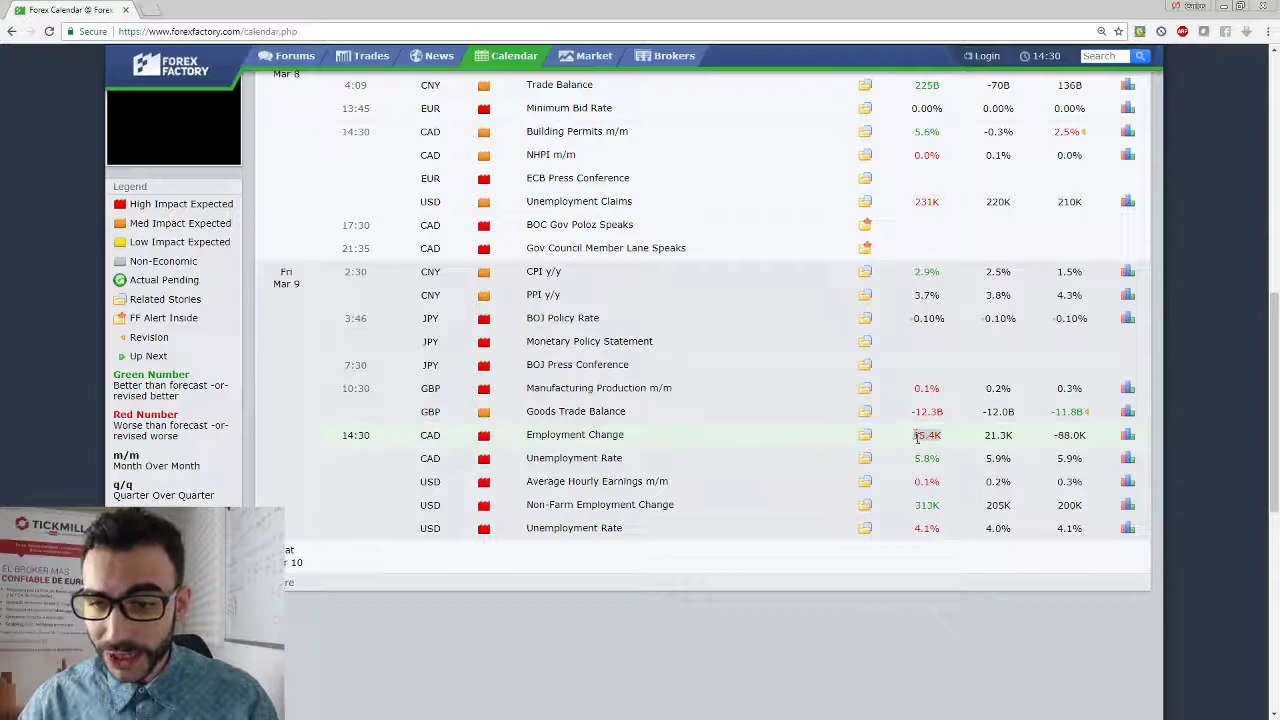 Forex Calendar @ Forex
Secure
https://www.forexfactory.com/calendar.php
FOREX FACTORY
Forums
Trades
News
Calendar
Market
Brokers
Login
14:30
Search
Mar 8
4:09 CNY Trade Balance 225B -70B 136B
13:45 EUR Minimum Bid Rate 0.00% 0.00% 0.00%
14:30 CAD Building Permits m/m 5.6% -0.3% 2.5%
CAD NHPI m/m 0.0% 0.1% 0.0%
EUR ECB Press Conference
USD Unemployment Claims 231K 220K 210K
17:30 CAD BOC Gov Poloz Speaks
21:35 CAD Gov Council Member Lane Speaks
Fri
Mar 9
2:30 CNY CPI y/y 2.9% 2.5% 1.5%
CNY PPI y/y 3.7% 3.8% 4.3%
3:46 JPY BOJ Policy Rate -0.10% -0.10% -0.10%
JPY Monetary Policy Statement
7:30 JPY BOJ Press Conference
10:30 GBP Manufacturing Production m/m 0.1% 0.2% 0.3%
GBP Goods Trade Balance -12.3B -12.0B -11.8B
14:30 CAD Employment Change 15.4K 21.3K -88.0K
CAD Unemployment Rate 5.8% 5.9% 5.9%
USD Average Hourly Earnings m/m 0.1% 0.2% 0.3%
USD Non-Farm Employment Change 313K 205K 200K
USD Unemployment Rate 4.1% 4.0% 4.1%
Legend
High Impact Expected
Med Impact Expected
Low Impact Expected
Non-Economic
Actual Pending
Related Stories
FF Alert Inside
Revision
Up Next
Green Number
Better than forecast -or-
revised better
Red Number
Worse than forecast -or-
revised worse
m/m
Month Over Month
q/q
Quarter Over Quarter
TICKMILL
EL BROKER MAS
CONFIABLE DE EURO